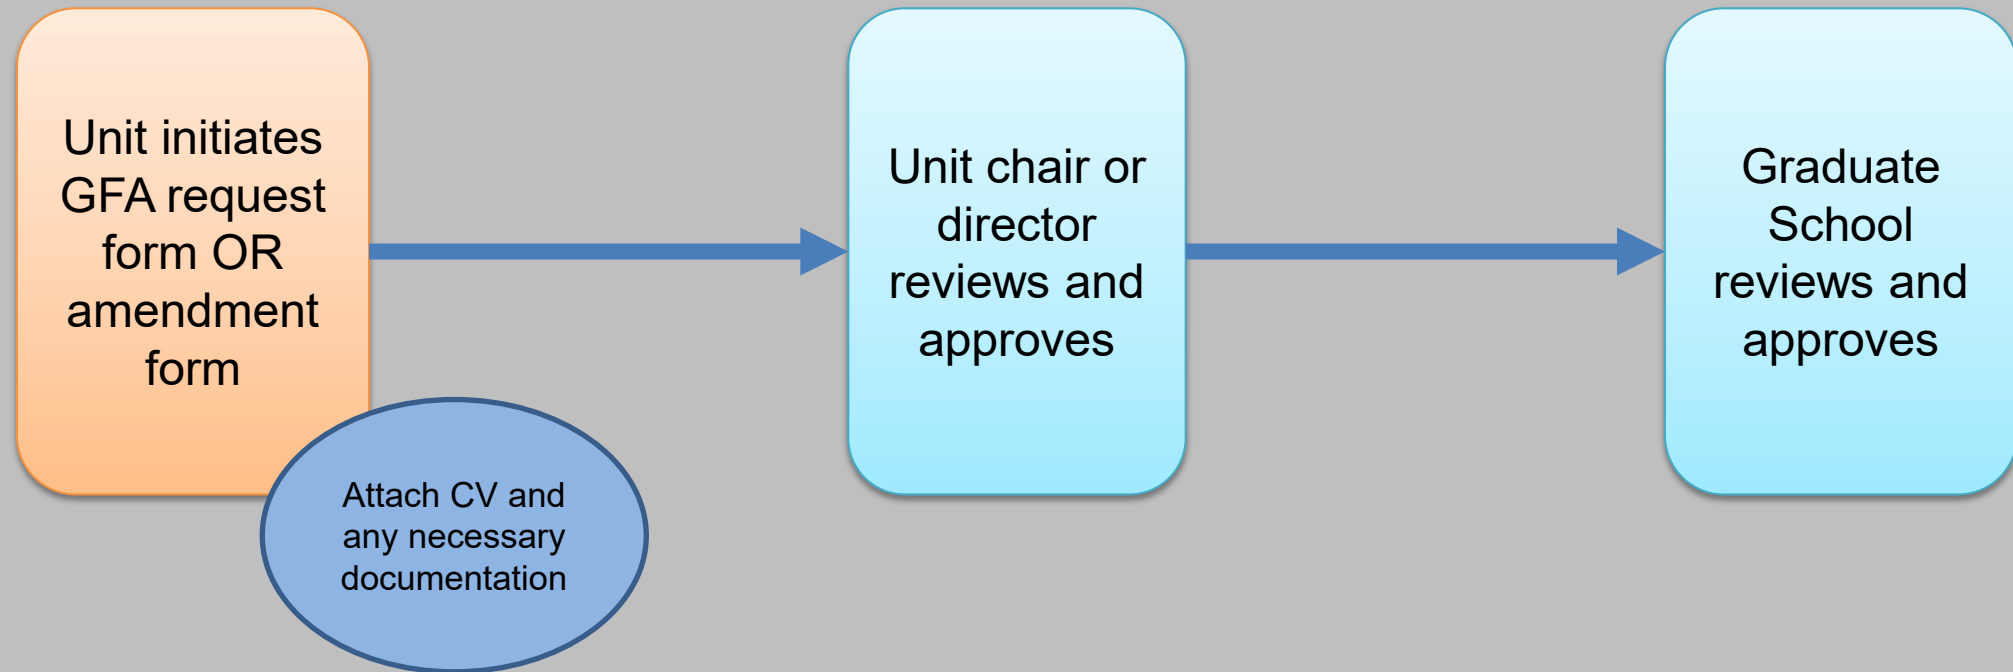 Unit initiates
GFA request
form OR
amendment
form
Attach CV and
any necessary
documentation
Unit chair or
director
reviews and
approves
Graduate
School
reviews and
approves